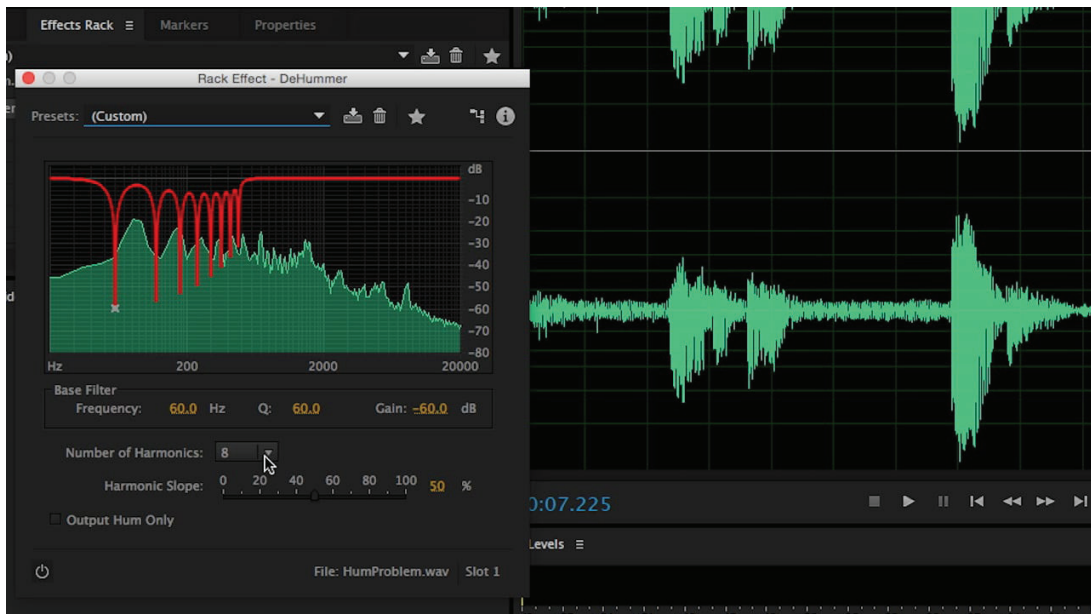 Effects Rack Markers Properties
Rack Effect - DeHummer
Presets: (Custom)
dB
-10
-20
-30
-40
-50
-60
-70
-80
Hz 200 2000 20000
Base Filter
Frequency: 60.0 Hz Q: 60.0 Gain: -60.0 dB
Number of Harmonics: 8
0 20 40 60 80 100
Harmonic Slope: 50 %
Output Hum Only
File: HumProblem.wav Slot 1
0:07.225
Levels